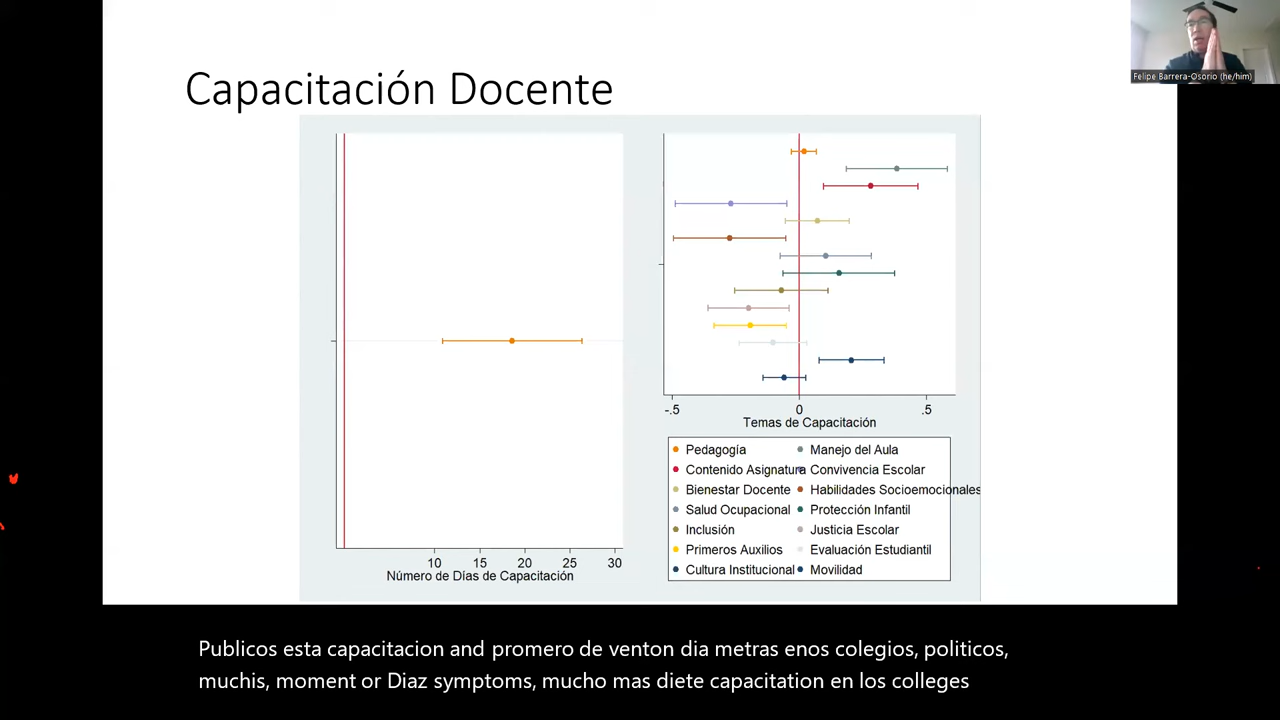 Felipe Barrera-Osorio (he/him)
Capacitación Docente
10 15 20 25 30
Número de Días de Capacitación
-.5 0 .5
Temas de Capacitación
Pedagogía Manejo del Aula
Contenido Asignatura Convivencia Escolar
Bienestar Docente Habilidades Socioemocionales
Salud Ocupacional Protección Infantil
Inclusión Justicia Escolar
Primeros Auxilios Evaluación Estudiantil
Cultura Institucional Movilidad
Publicos esta capacitacion and promero de venton dia metras enos colegios, politicos,
muchis, moment or Diaz symptoms, mucho mas diete capacitation en los colleges